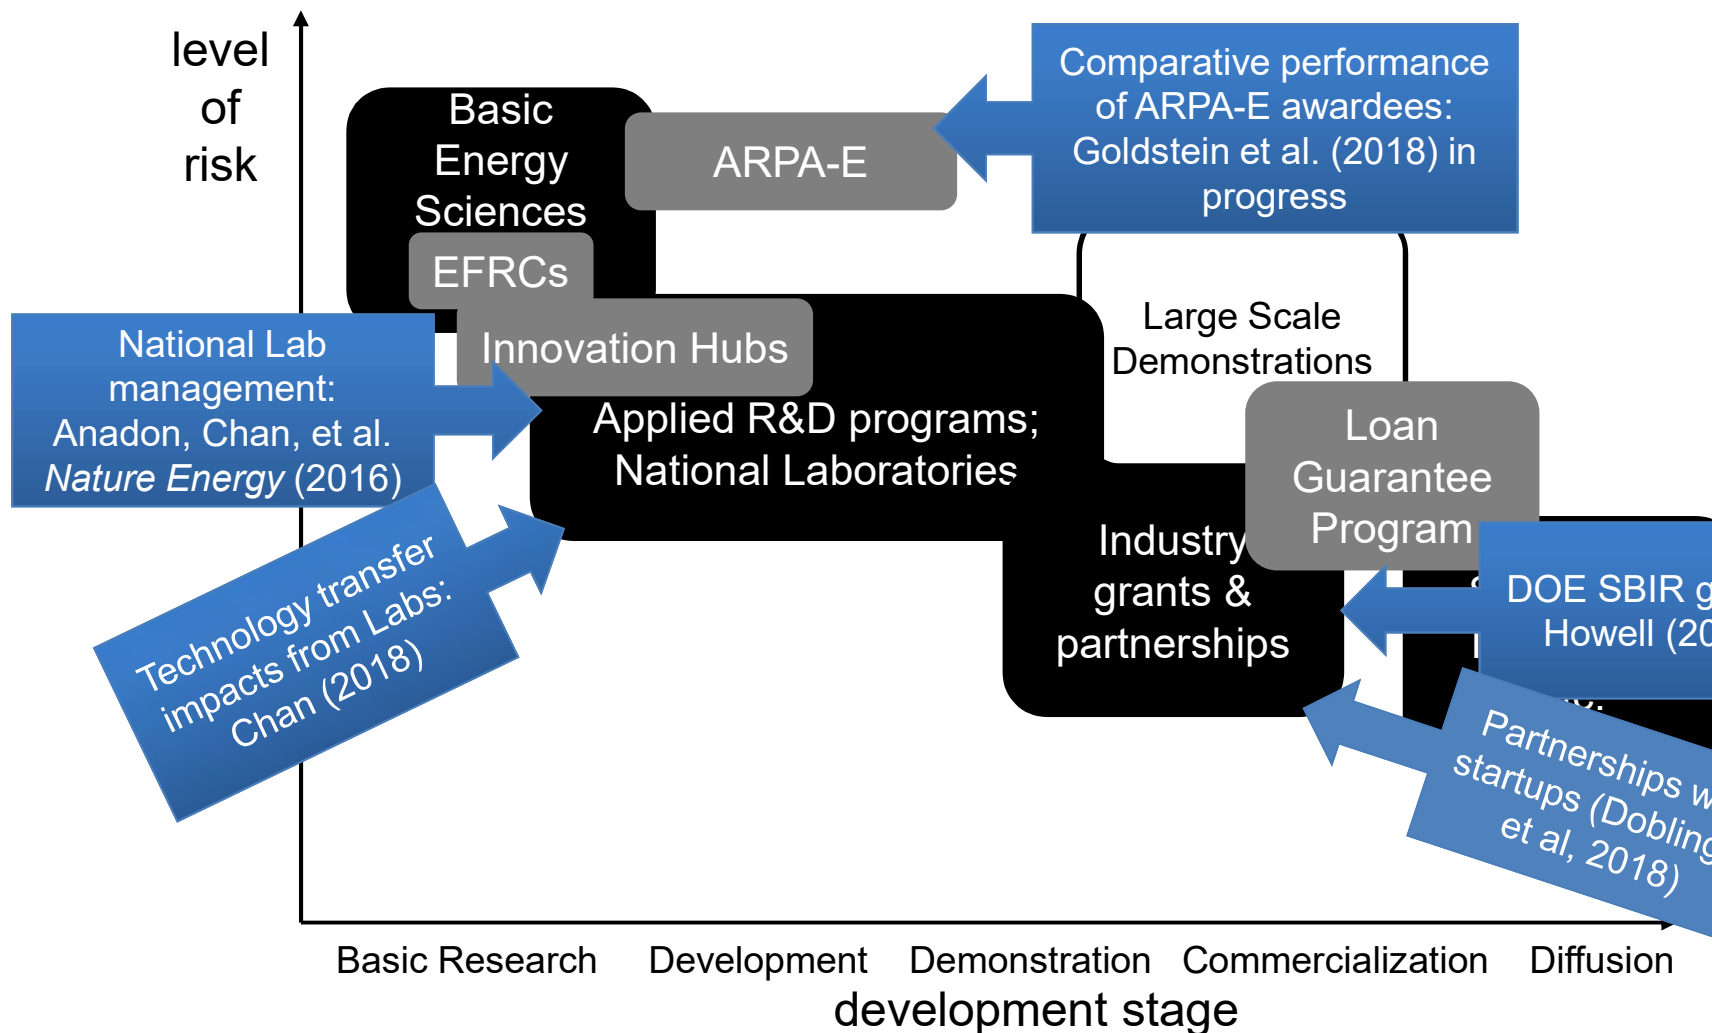 level
of
risk
Basic
Energy
Sciences
ARPA-E
Comparative performance
of ARPA-E awardees:
Goldstein et al. (2018) in
progress
EFRCs
Innovation Hubs
Large Scale
Demonstrations
National Lab
management:
Anadon, Chan, et al.
Nature Energy (2016)
Applied R&D programs;
National Laboratories
Loan
Guarantee
Program
Technology transfer
impacts from Labs:
Chan (2018)
Industry
grants &
partnerships
DOE SBIR
Howell
Partnerships
startups
et al, 2018)
Basic Research
Development
Demonstration
Commercialization
Diffusion
development stage